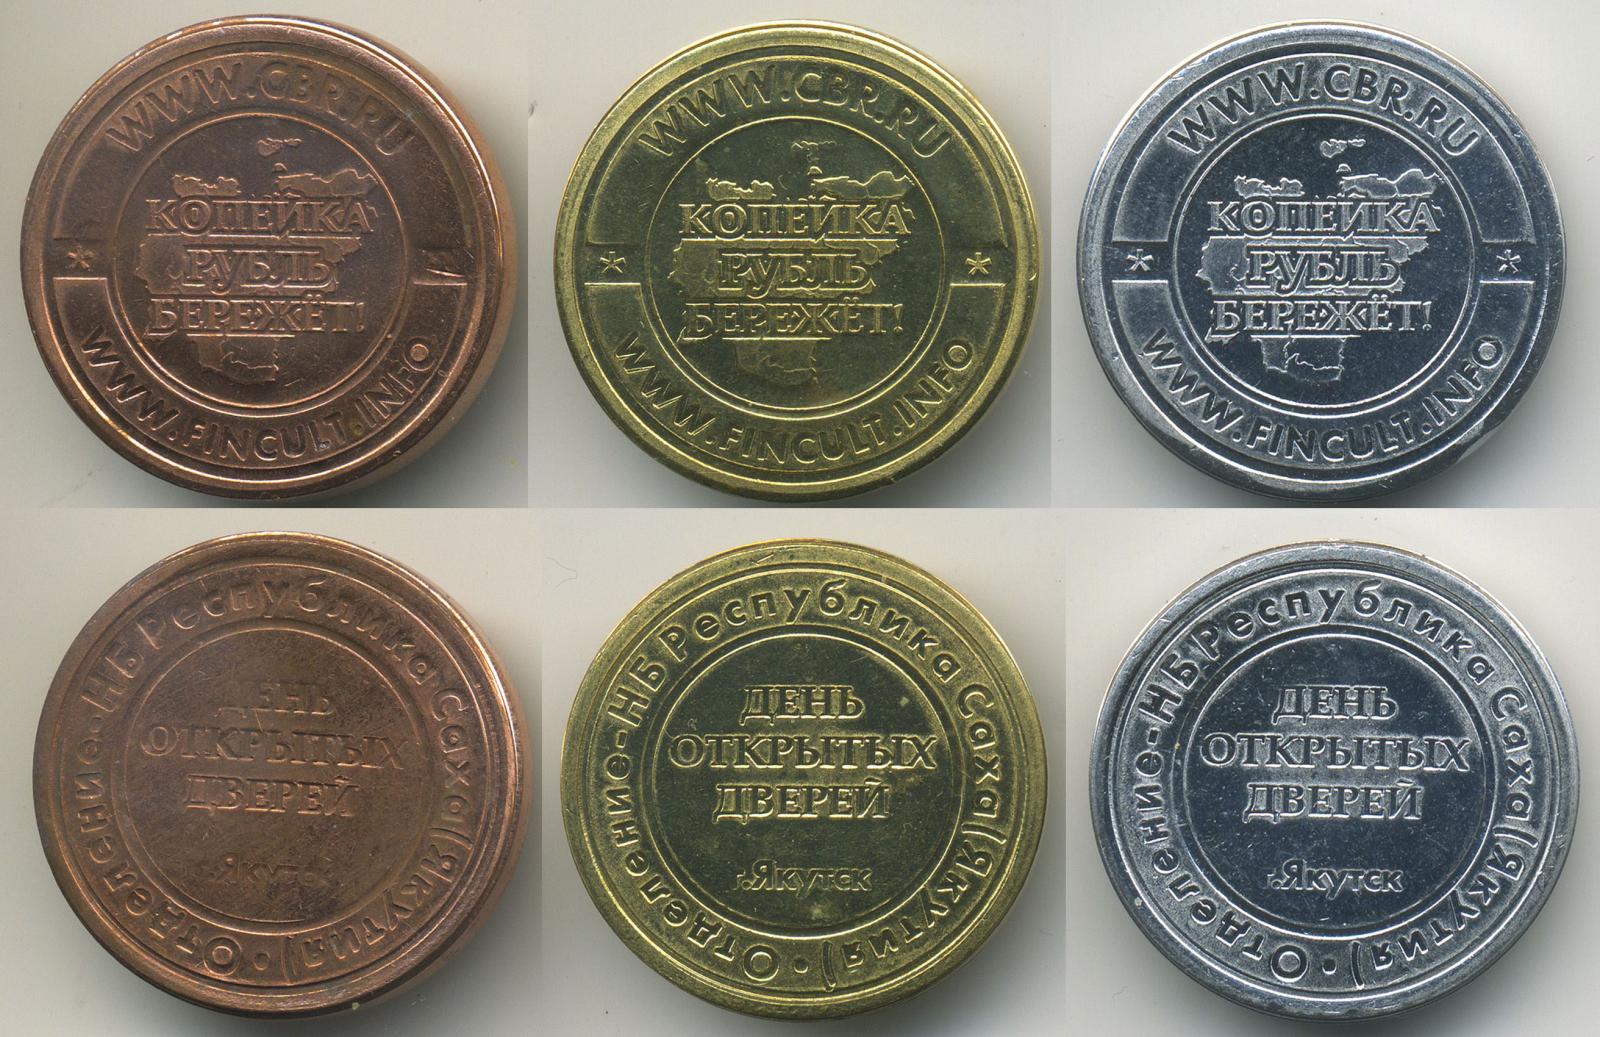 WWW.CBR.RU
КОПЕЙКА
РУБЛЬ
БЕРЕЖЁТ!
WWW.FINCULT.INFO
WWW.CBR.RU
КОПЕЙКА
РУБЛЬ
БЕРЕЖЁТ!
WWW.FINCULT.INFO
WWW.CBR.RU
КОПЕЙКА
РУБЛЬ
БЕРЕЖЁТ!
WWW.FINCULT.INFO
Отделение-НБ Республика Саха (Якутия) •
ДЕНЬ
ОТКРЫТЫХ
ДВЕРЕЙ
г.Якутск
Отделение-НБ Республика Саха (Якутия) •
ДЕНЬ
ОТКРЫТЫХ
ДВЕРЕЙ
г.Якутск
Отделение-НБ Республика Саха (Якутия) •
ДЕНЬ
ОТКРЫТЫХ
ДВЕРЕЙ
г.Якутск